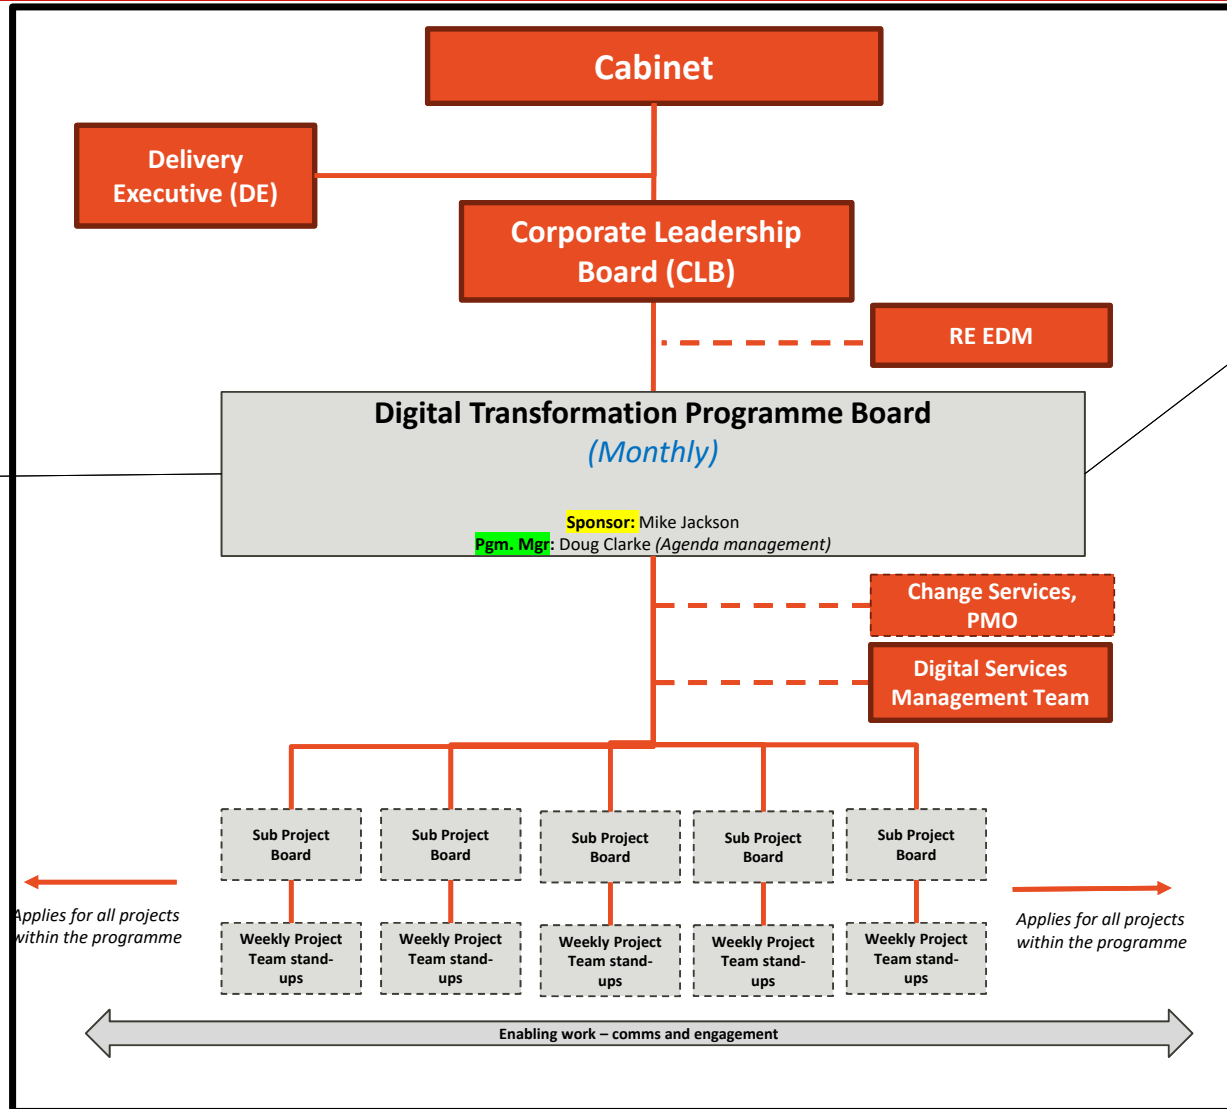 Cabinet
Delivery
Executive (DE)
Corporate Leadership
Board (CLB)
RE EDM
Digital Transformation Programme Board
(Monthly)
Sponsor: Mike Jackson
Pgm. Mgr: Doug Clarke (Agenda management)
Change Services,
PMO
Digital Services
Management Team
Sub Project
Board
Sub Project
Board
Sub Project
Board
Sub Project
Board
Sub Project
Board
Applies for all projects
within the programme
Applies for all projects
within the programme
Weekly Project
Team stand-
ups
Weekly Project
Team stand-
ups
Weekly Project
Team stand-
ups
Weekly Project
Team stand-
ups
Weekly Project
Team stand-
ups
Enabling work – comms and engagement